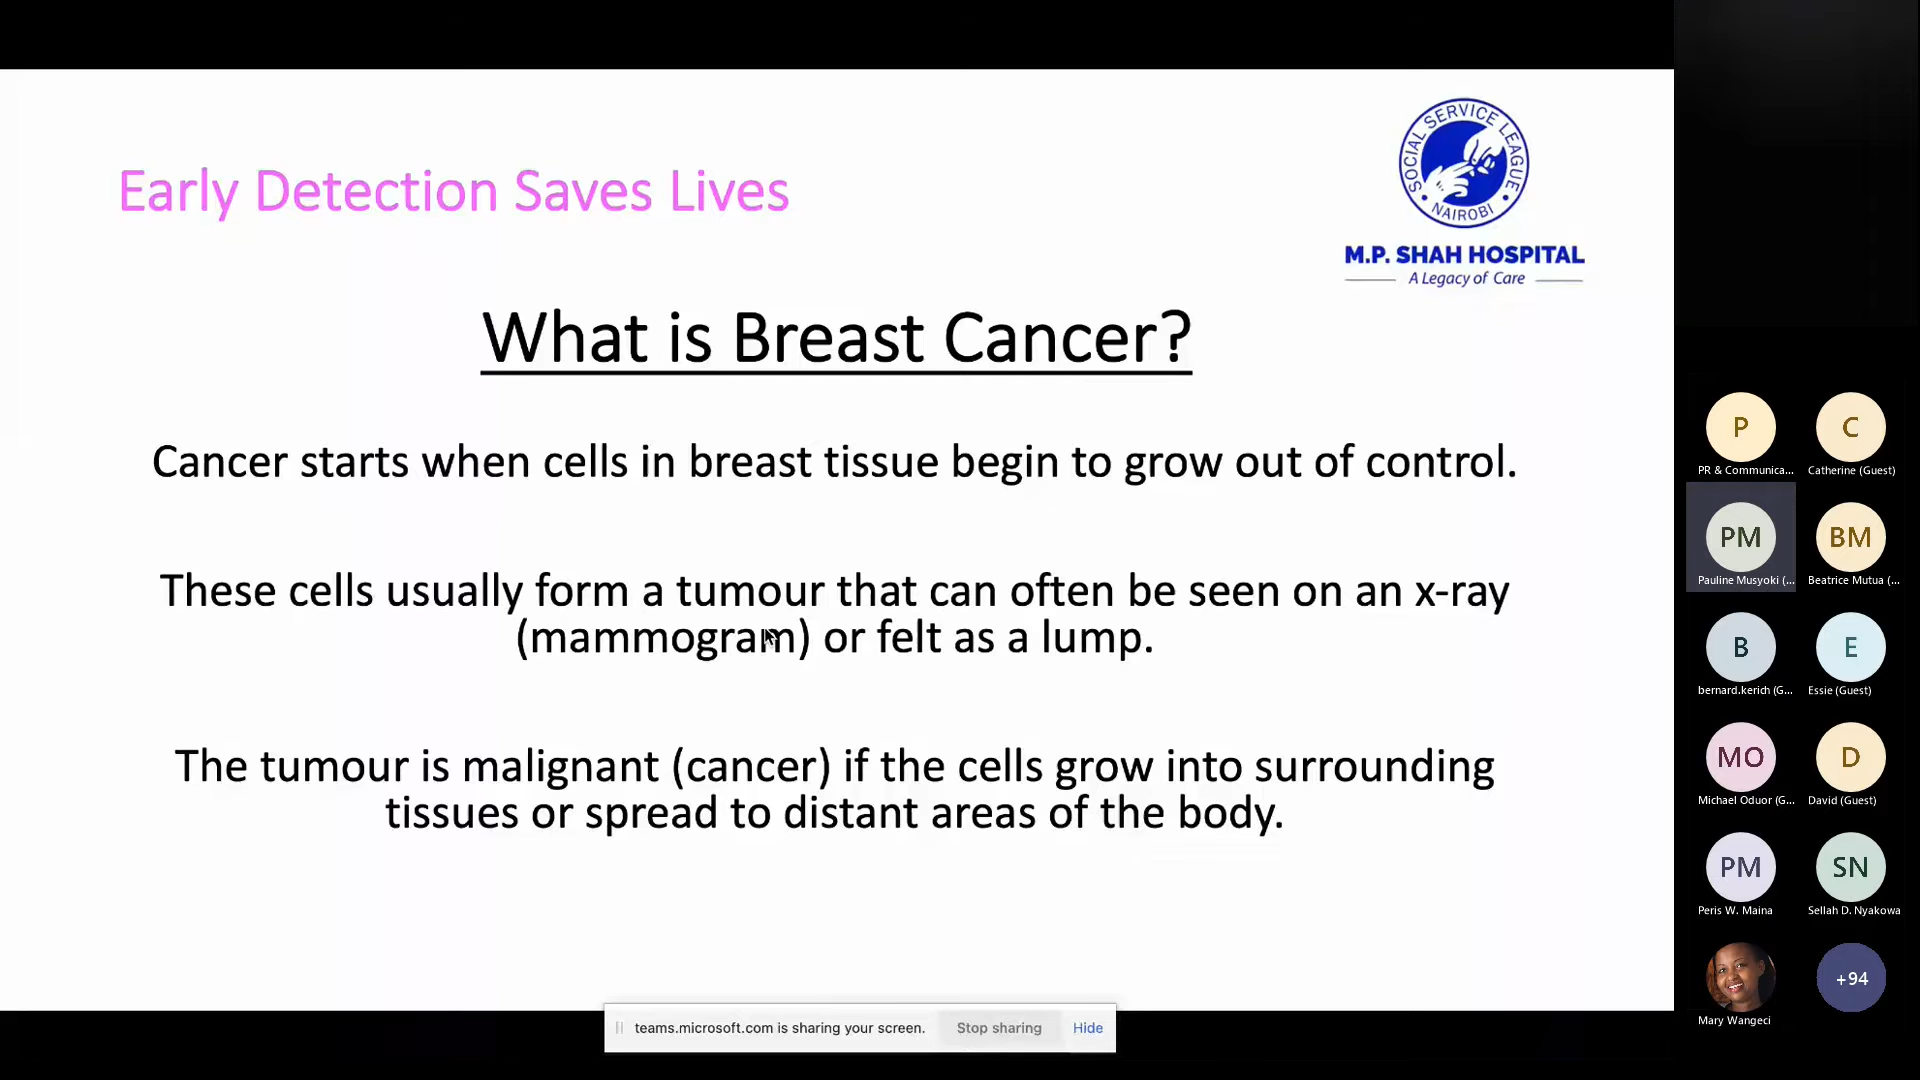 Early Detection Saves Lives
SOCIAL SERVICE LEAGUE
• NAIROBI •
M.P. SHAH HOSPITAL
A Legacy of Care
What is Breast Cancer?
Cancer starts when cells in breast tissue begin to grow out of control.
These cells usually form a tumour that can often be seen on an x-ray
(mammogram) or felt as a lump.
The tumour is malignant (cancer) if the cells grow into surrounding
tissues or spread to distant areas of the body.
teams.microsoft.com is sharing your screen.
Stop sharing
Hide
P
C
PR & Communica...
Catherine (Guest)
PM
BM
Pauline Musyoki (...
Beatrice Mutua (...
B
E
bernard.kerich (G...
Essie (Guest)
MO
D
Michael Oduor (G...
David (Guest)
PM
SN
Peris W. Maina
Sellah D. Nyakowa
+94
Mary Wangeci